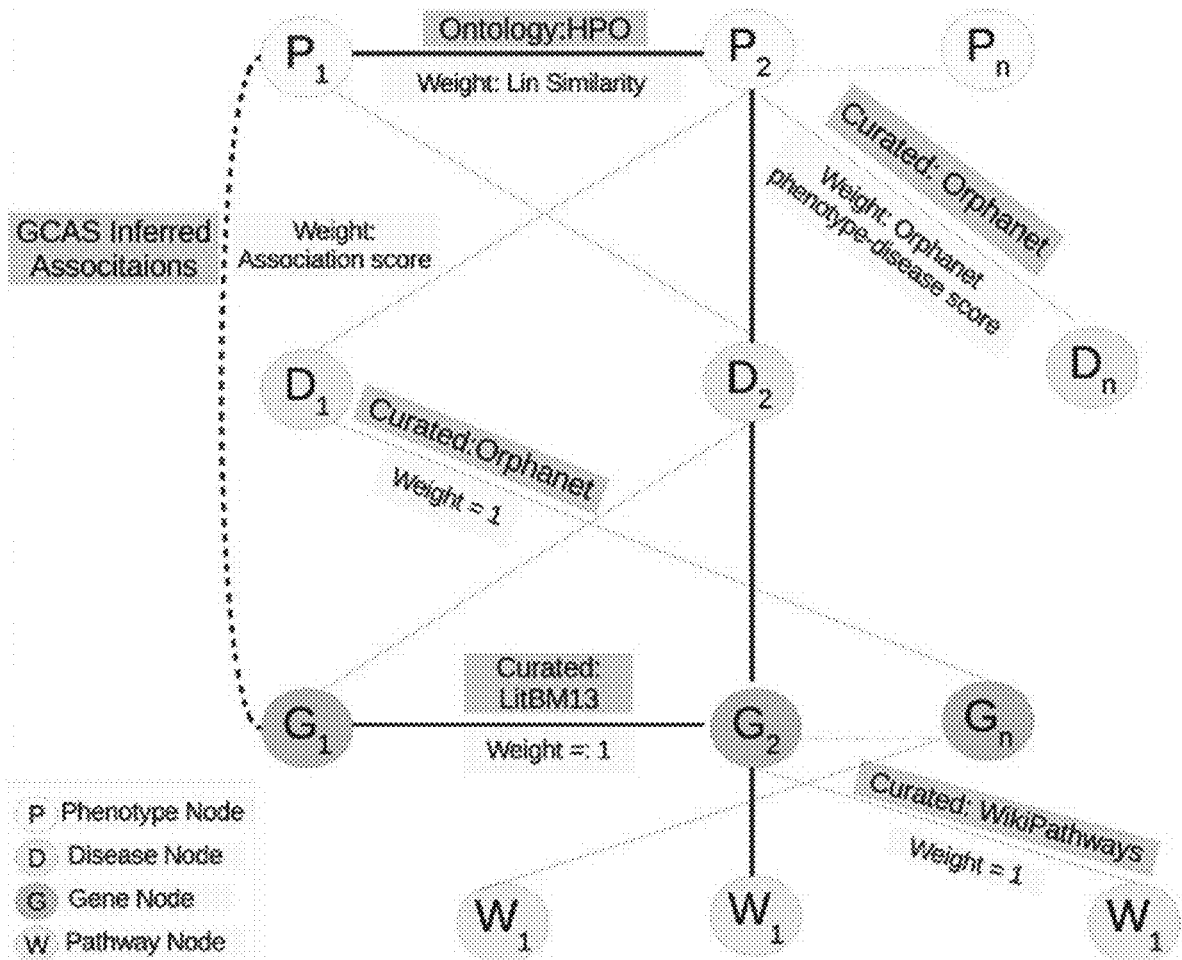 P1
Ontology:HPO
Weight: Lin Similarity
P2
Pn
Curated: Orphanet
Weight: Orphanet
phenotype-disease score
GCAS Inferred
Associtaions
Weight:
Association score
D1
D2
Dn
Curated:Orphanet
Weight = 1
G1
Curated:
LitBM13
Weight =: 1
G2
Gn
Curated: WikiPathways
Weight = 1
W1
W1
W1
P Phenotype Node
D Disease Node
G Gene Node
W Pathway Node